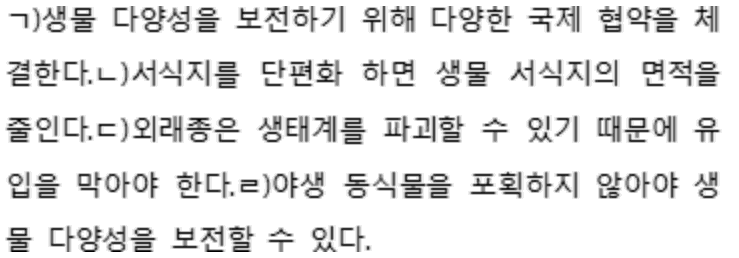 ㄱ)생물 다양성을 보전하기 위해 다양한 국제 협약을 체
결한다.ㄴ)서식지를 단편화 하면 생물 서식지의 면적을
줄인다.ㄷ)외래종은 생태계를 파괴할 수 있기 때문에 유
입을 막아야 한다.ㄹ)야생 동식물을 포획하지 않아야 생
물 다양성을 보전할 수 있다.